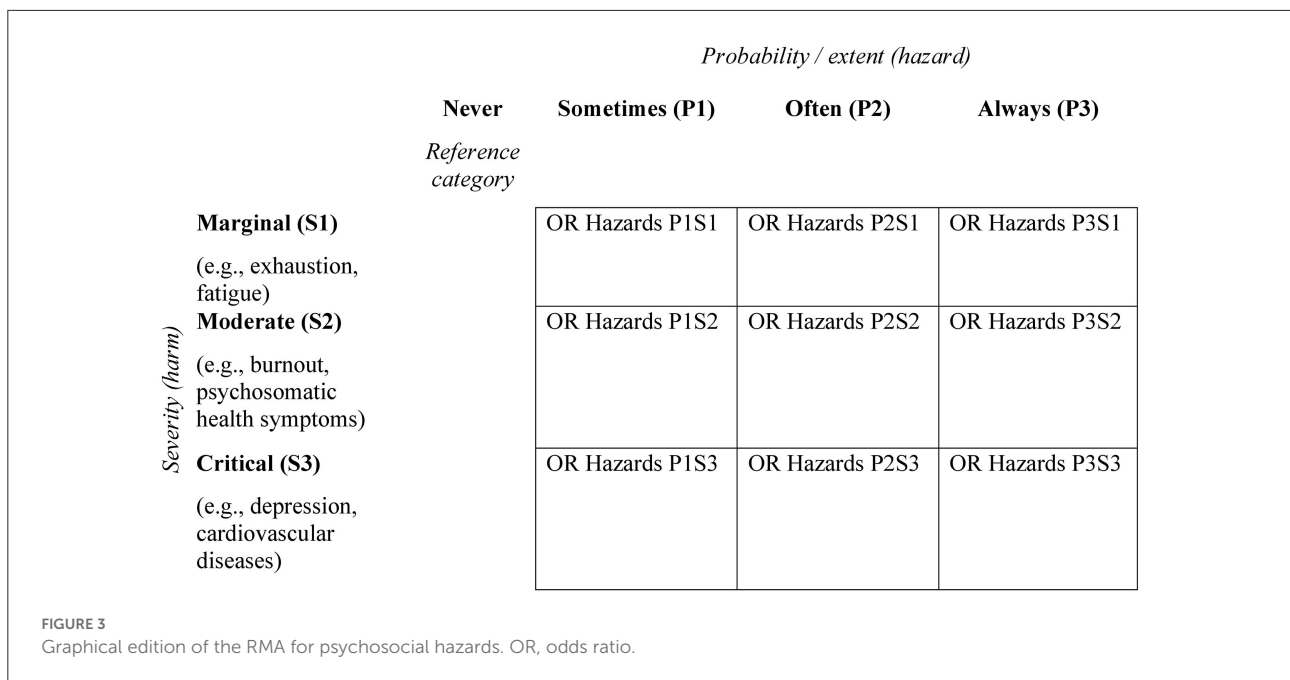 Probability / extent (hazard)
Never Sometimes (P1) Often (P2) Always (P3)
Reference
category
Severity (harm)
Marginal (S1) OR Hazards P1S1 OR Hazards P2S1 OR Hazards P3S1
(e.g., exhaustion,
fatigue)
Moderate (S2) OR Hazards P1S2 OR Hazards P2S2 OR Hazards P3S2
(e.g., burnout,
psychosomatic
health symptoms)
Critical (S3) OR Hazards P1S3 OR Hazards P2S3 OR Hazards P3S3
(e.g., depression,
cardiovascular
diseases)
FIGURE 3
Graphical edition of the RMA for psychosocial hazards. OR, odds ratio.